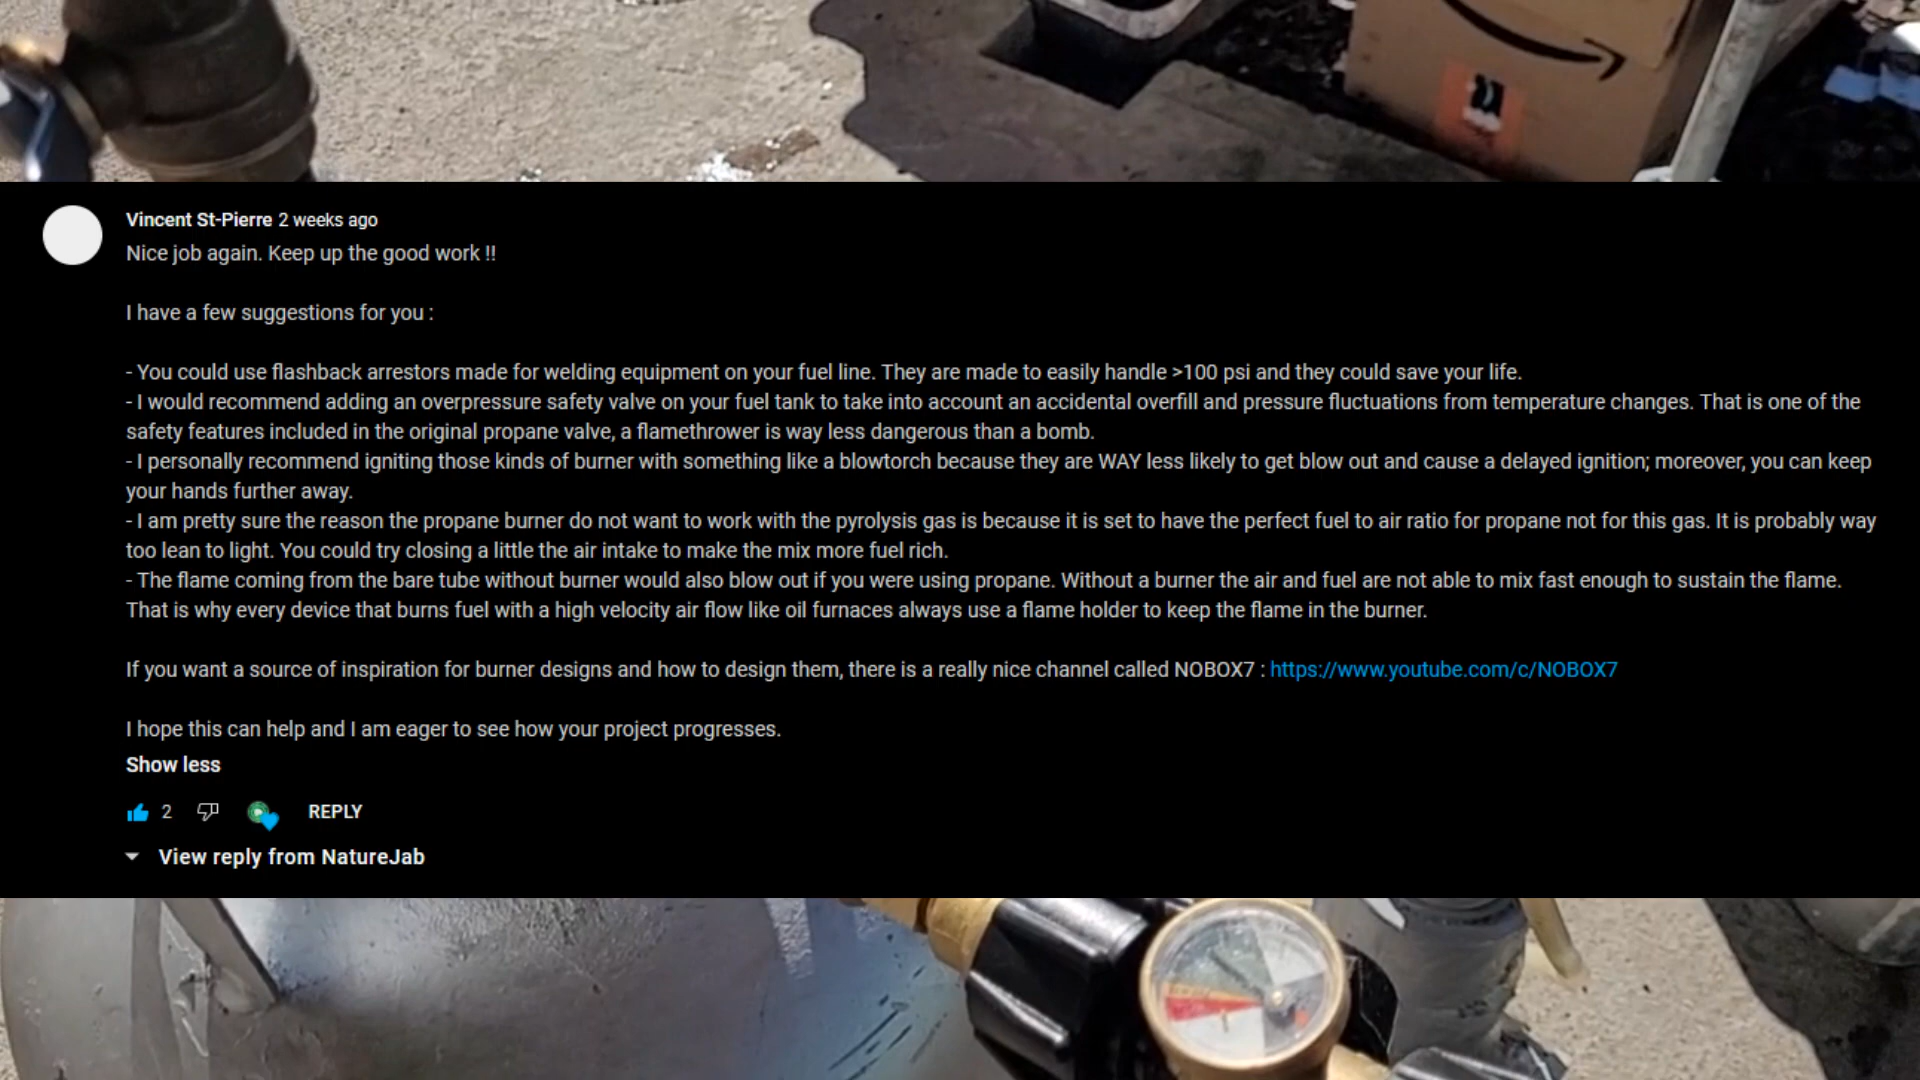 Vincent St-Pierre 2 weeks ago
Nice job again. Keep up the good work !!
I have a few suggestions for you :
- You could use flashback arrestors made for welding equipment on your fuel line. They are made to easily handle >100 psi and they could save your life.
- I would recommend adding an overpressure safety valve on your fuel tank to take into account an accidental overfill and pressure fluctuations from temperature changes. That is one of the
safety features included in the original propane valve, a flamethrower is way less dangerous than a bomb.
- I personally recommend igniting those kinds of burner with something like a blowtorch because they are WAY less likely to get blow out and cause a delayed ignition; moreover, you can keep
your hands further away.
- I am pretty sure the reason the propane burner do not want to work with the pyrolysis gas is because it is set to have the perfect fuel to air ratio for propane not for this gas. It is probably way
too lean to light. You could try closing a little the air intake to make the mix more fuel rich.
- The flame coming from the bare tube without burner would also blow out if you were using propane. Without a burner the air and fuel are not able to mix fast enough to sustain the flame.
That is why every device that burns fuel with a high velocity air flow like oil furnaces always use a flame holder to keep the flame in the burner.
If you want a source of inspiration for burner designs and how to design them, there is a really nice channel called NOBOX7 : https://www.youtube.com/c/NOBOX7
I hope this can help and I am eager to see how your project progresses.
Show less
2 REPLY
View reply from NatureJab